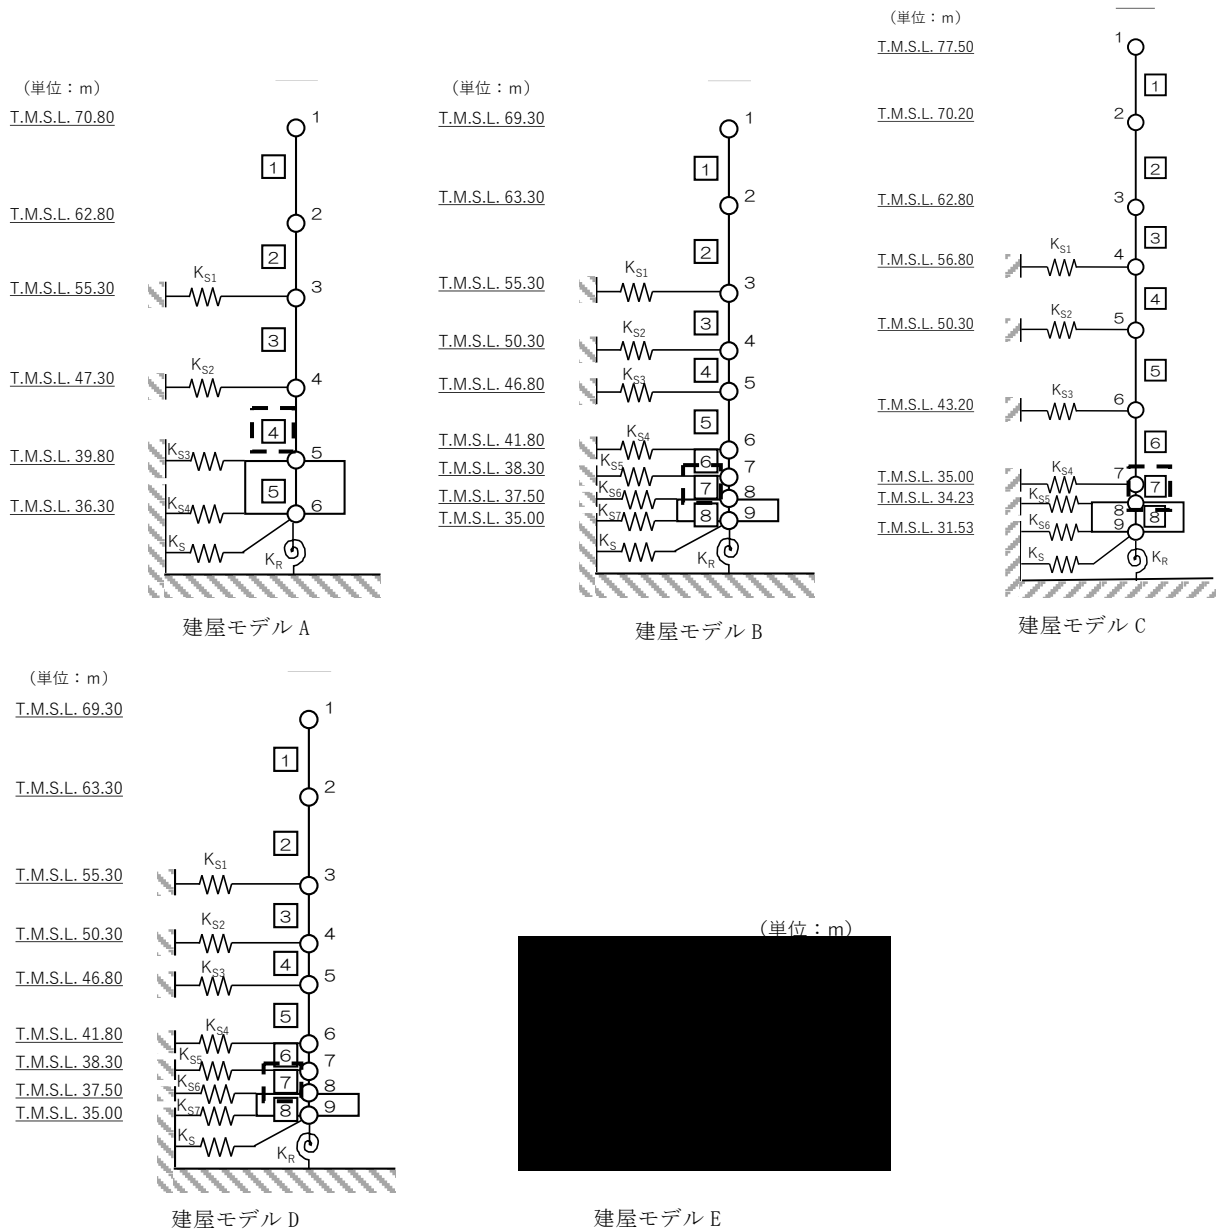 （単位：m）
T.M.S.L. 70.80
T.M.S.L. 62.80
T.M.S.L. 55.30
T.M.S.L. 47.30
T.M.S.L. 39.80
T.M.S.L. 36.30
1
1
2
2
KS1
3
3
KS2
4
4
KS3
5
5
KS4
6
KS
KR
建屋モデル A
（単位：m）
T.M.S.L. 69.30
T.M.S.L. 63.30
T.M.S.L. 55.30
T.M.S.L. 50.30
T.M.S.L. 46.80
T.M.S.L. 41.80
T.M.S.L. 38.30
T.M.S.L. 37.50
T.M.S.L. 35.00
1
1
2
2
KS1
3
3
KS2
4
4
KS3
5
5
KS4
6
6
KS5
7
7
KS6
8
8
KS7
9
KS
KR
建屋モデル B
（単位：m）
T.M.S.L. 77.50
T.M.S.L. 70.20
T.M.S.L. 62.80
T.M.S.L. 56.80
T.M.S.L. 50.30
T.M.S.L. 43.20
T.M.S.L. 35.00
T.M.S.L. 34.23
T.M.S.L. 31.53
1
1
2
2
3
3
KS1
4
4
KS2
5
5
KS3
6
6
KS4
7
7
KS5
8
8
KS6
9
KS
KR
建屋モデル C
（単位：m）
T.M.S.L. 69.30
T.M.S.L. 63.30
T.M.S.L. 55.30
T.M.S.L. 50.30
T.M.S.L. 46.80
T.M.S.L. 41.80
T.M.S.L. 38.30
T.M.S.L. 37.50
T.M.S.L. 35.00
1
1
2
2
KS1
3
3
KS2
4
4
KS3
5
5
KS4
6
6
KS5
7
7
KS6
8
8
KS7
9
KS
KR
建屋モデル D
（単位：m）
建屋モデル E